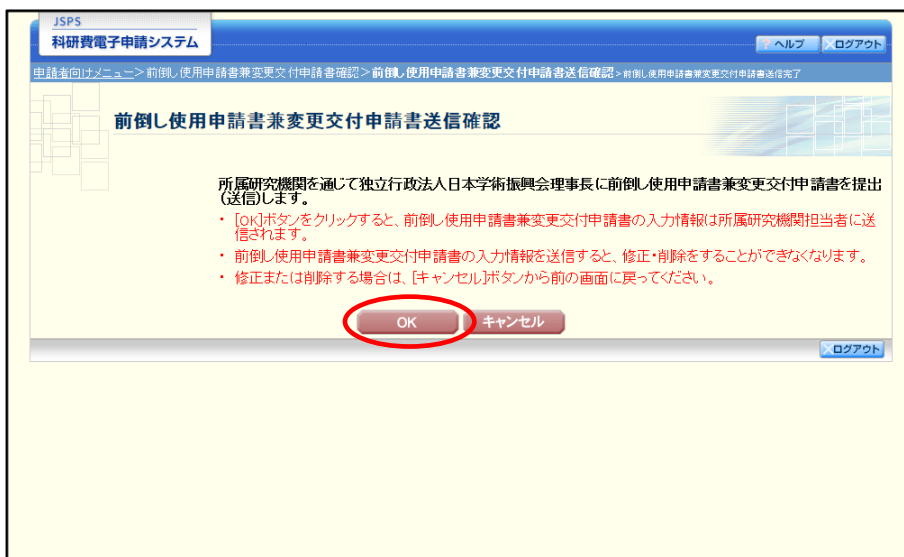 JSPS
科研費電子申請システム
? ヘルプ
×ログアウト
申請者向けメニュー>前倒し使用申請書兼変更交付申請書確認>前倒し使用申請書兼変更交付申請書送信確認>前倒し使用申請書兼変更交付申請書送信完了
前倒し使用申請書兼変更交付申請書送信確認
所属研究機関を通じて独立行政法人日本学術振興会理事長に前倒し使用申請書兼変更交付申請書を提出
(送信)します。
・ [OK]ボタンをクリックすると、前倒し使用申請書兼変更交付申請書の入力情報は所属研究機関担当者に送
信されます。
・ 前倒し使用申請書兼変更交付申請書の入力情報を送信すると、修正・削除をすることができなくなります。
・ 修正または削除する場合は、[キャンセル]ボタンから前の画面に戻ってください。
OK
キャンセル
×ログアウト